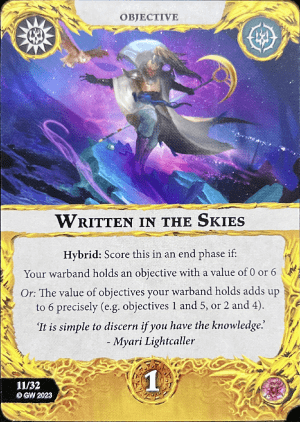 OBJECTIVE
WRITTEN IN THE SKIES
Hybrid: Score this in an end phase if:
Your warband holds an objective with a value of 0 or 6
Or: The value of objectives your warband holds adds up
to 6 precisely (e.g. objectives 1 and 5, or 2 and 4).
'It is simple to discern if you have the knowledge.'
- Myari Lightcaller
11/32
© GW 2023
1